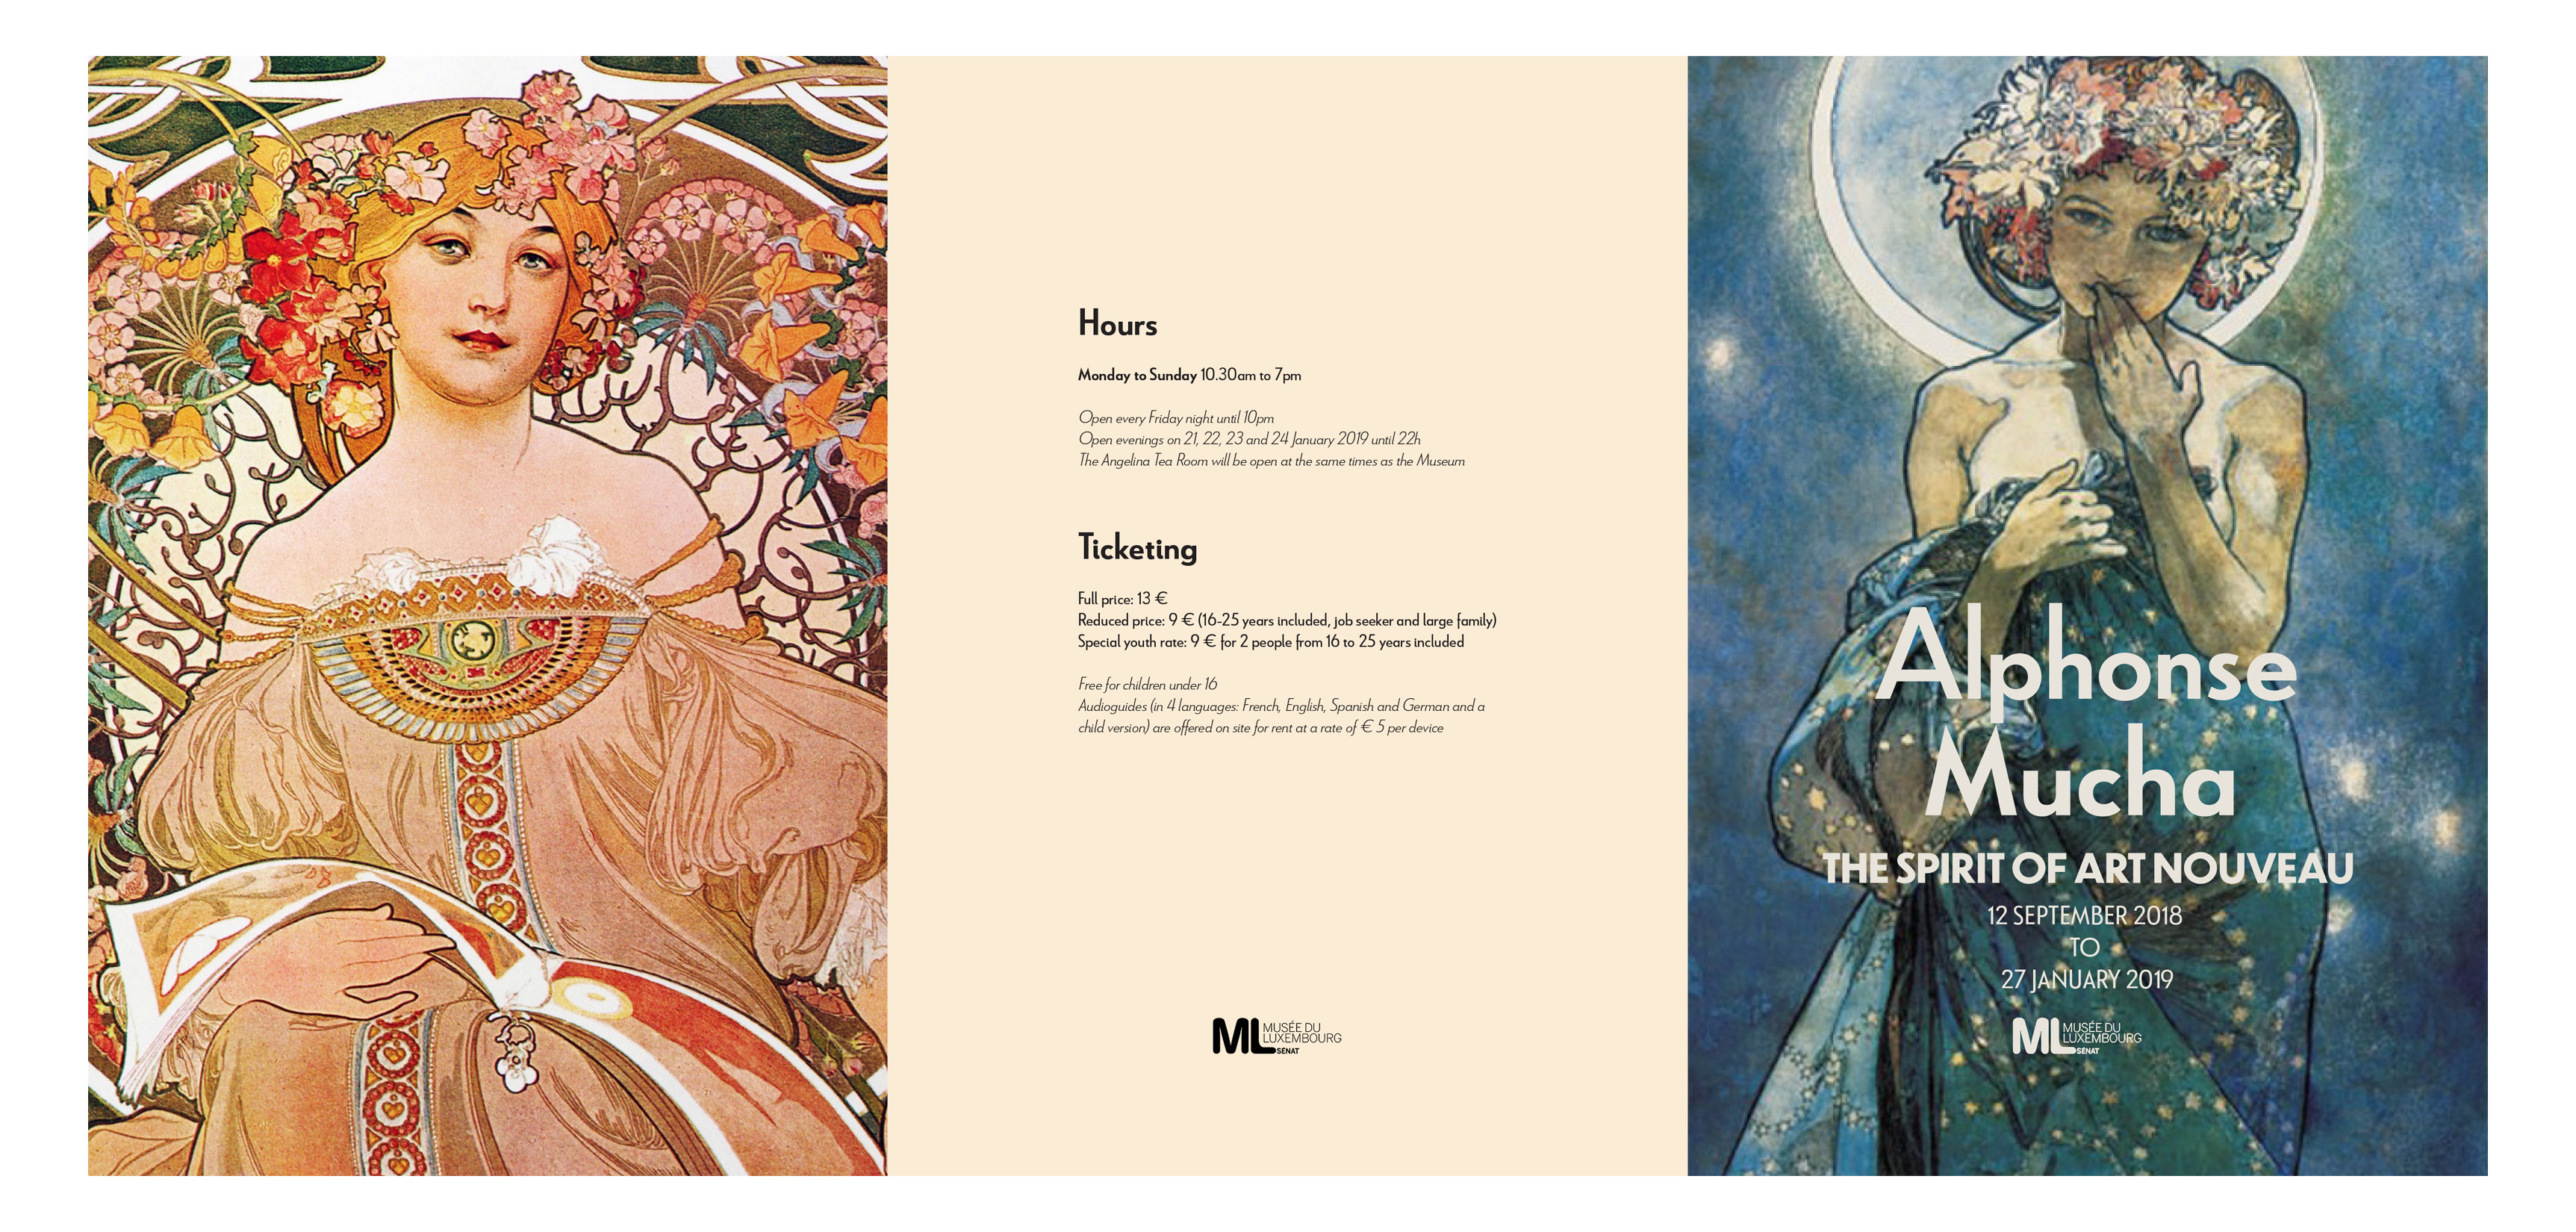 Hours
Monday to Sunday 10.30am to 7pm
Open every Friday night until 10pm
Open evenings on 21, 22, 23 and 24 January 2019 until 22h
The Angelina Tea Room will be open at the same times as the Museum
Ticketing
Full price: 13 €
Reduced price: 9 € (16-25 years included, job seeker and large family)
Special youth rate: 9 € for 2 people from 16 to 25 years included
Free for children under 16
Audioguides (in 4 languages: French, English, Spanish and German and a
child version) are offered on site for rent at a rate of € 5 per device
ML MUSÉE DU
LUXEMBOURG
SÉNAT
Alphonse
Mucha
THE SPIRIT OF ART NOUVEAU
12 SEPTEMBER 2018
TO
27 JANUARY 2019
ML MUSÉE DU
LUXEMBOURG
SÉNAT